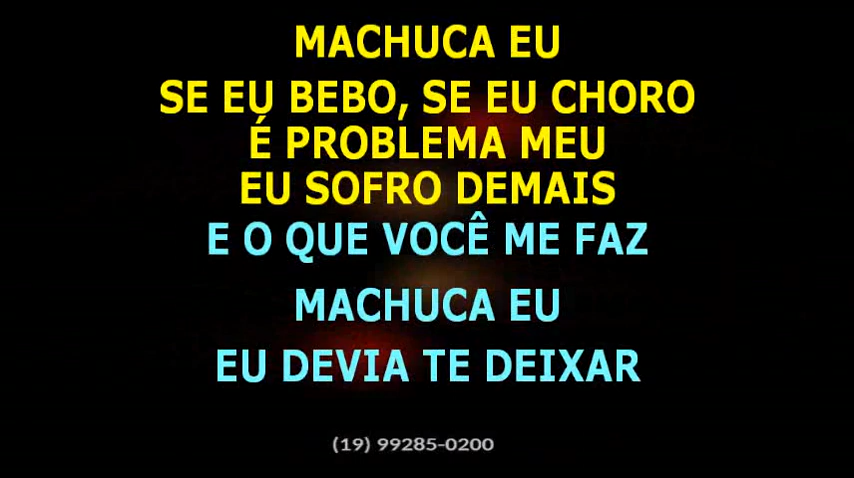 MACHUCA EU
SE EU BEBO, SE EU CHORO
É PROBLEMA MEU
EU SOFRO DEMAIS
E O QUE VOCÊ ME FAZ
MACHUCA EU
EU DEVIA TE DEIXAR
(19) 99285-0200